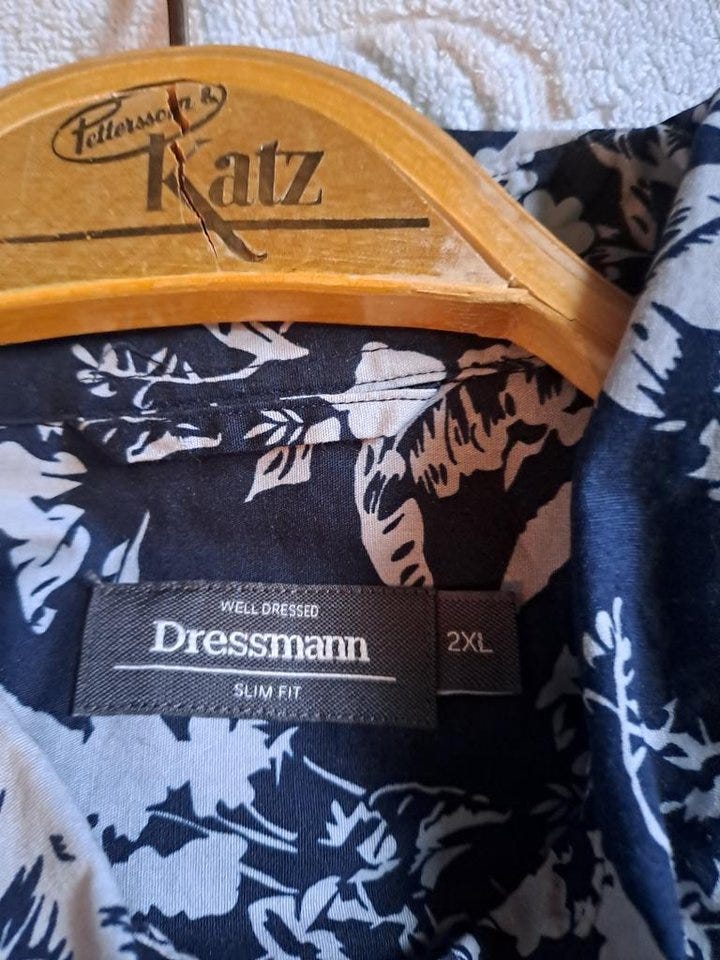 Pettersson &
Katz
WELL DRESSED
Dressmann
2XL
SLIM FIT